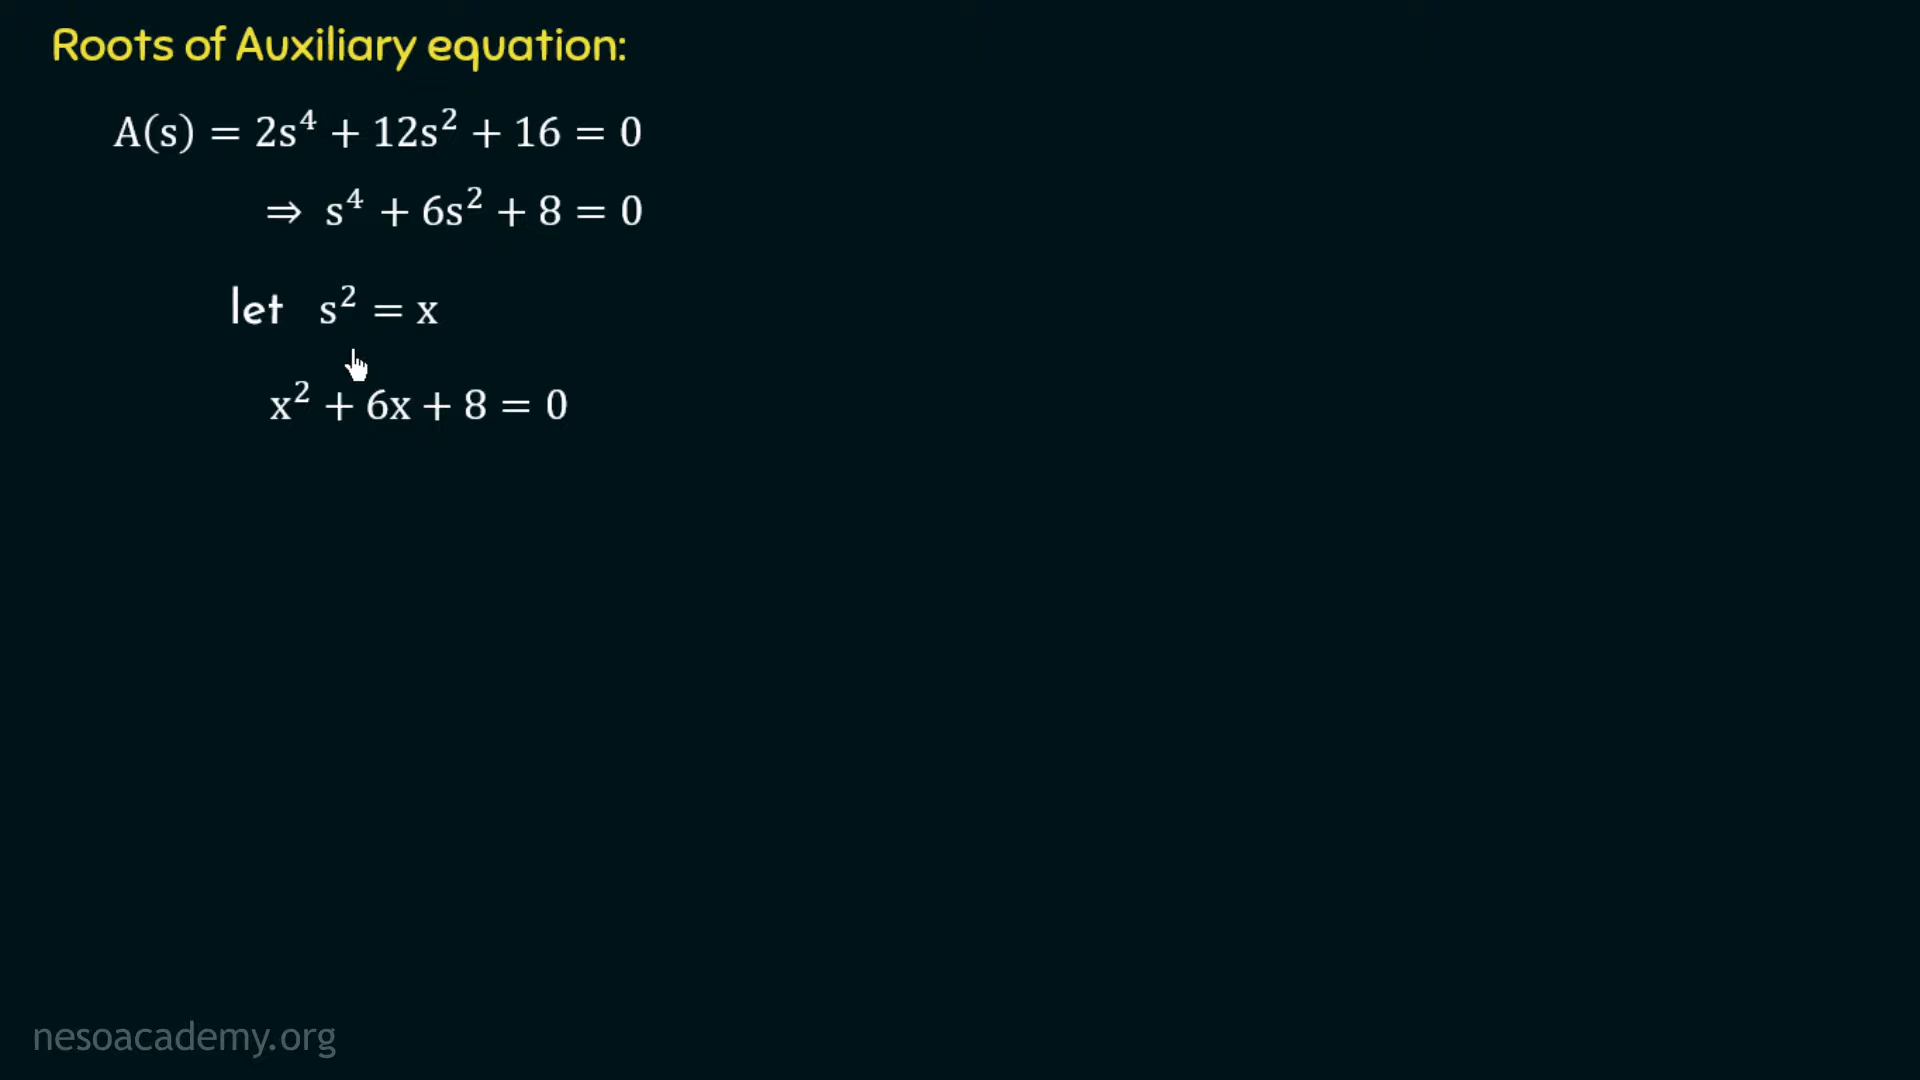 Roots of Auxiliary equation:
A(s) = 2s⁴ + 12s² + 16 = 0
⇒ s⁴ + 6s² + 8 = 0
let s² = x
x² + 6x + 8 = 0
nesoacademy.org